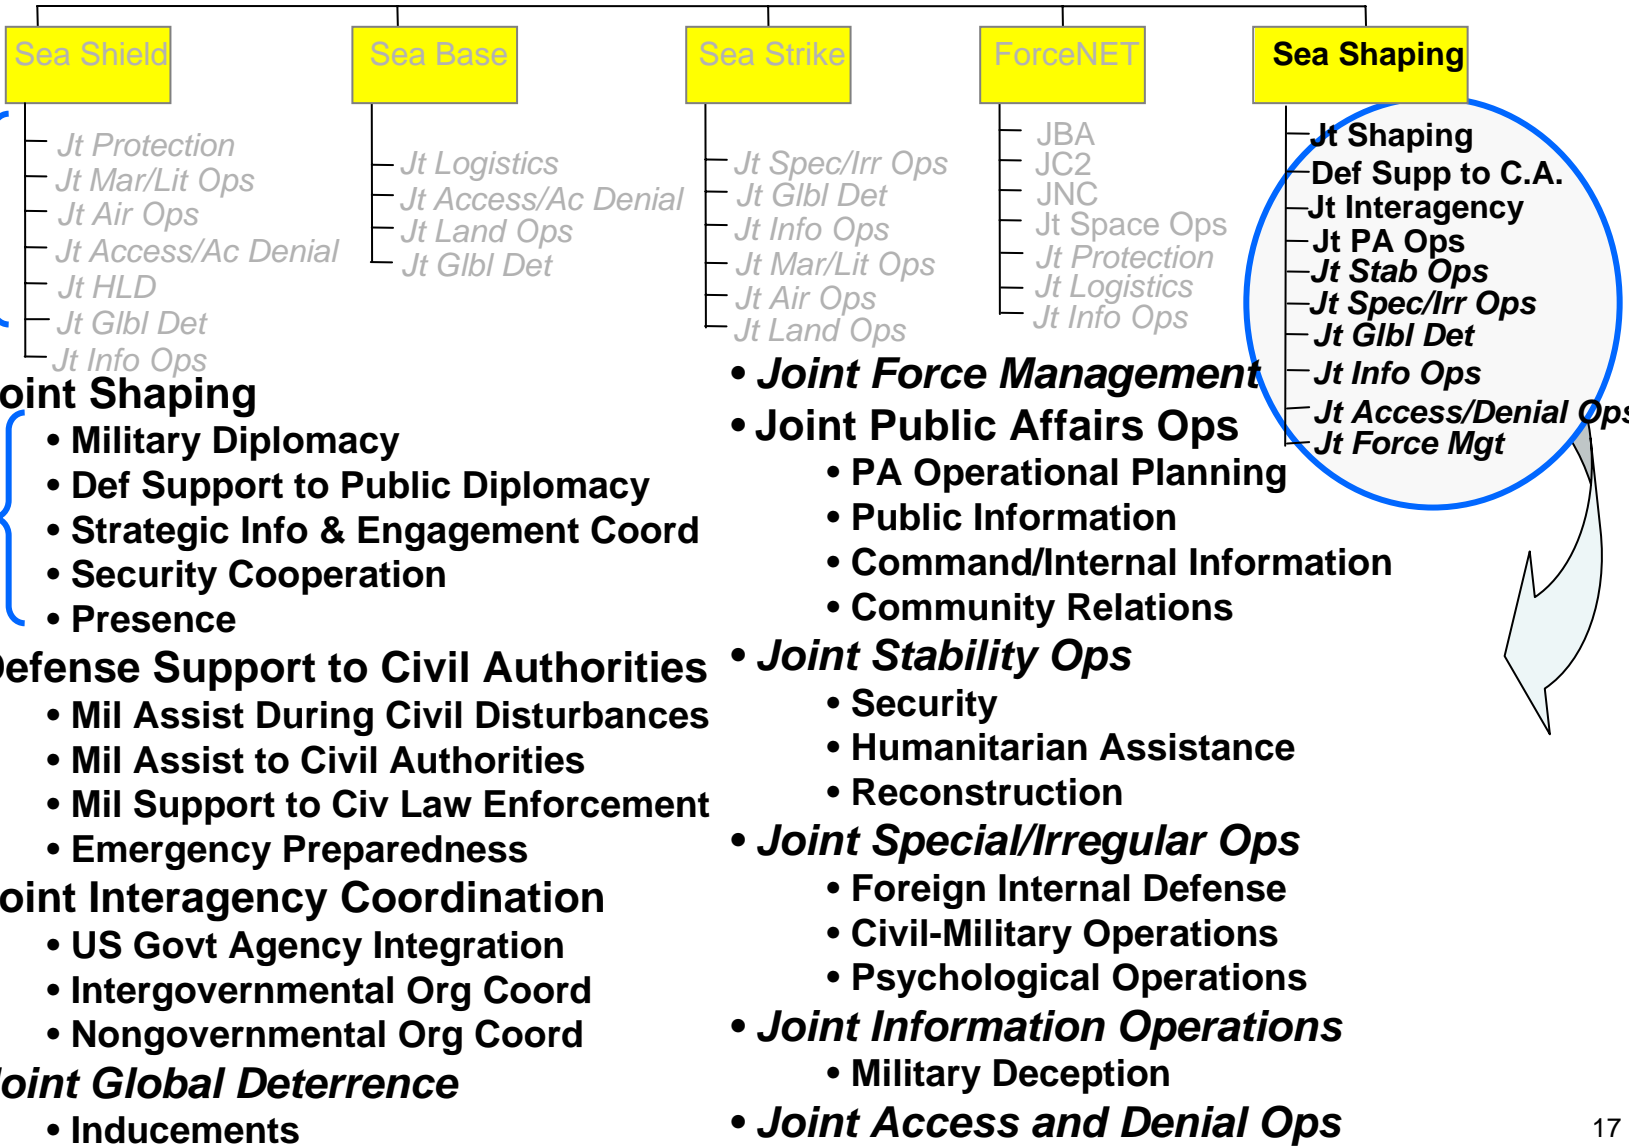 Sea Shield
Sea Base
Sea Strike
ForceNET
Sea Shaping
Jt Protection
Jt Mar/Lit Ops
Jt Air Ops
Jt Access/Ac Denial
Jt HLD
Jt Glbl Det
Jt Info Ops
Jt Logistics
Jt Access/Ac Denial
Jt Land Ops
Jt Glbl Det
Jt Spec/Irr Ops
Jt Glbl Det
Jt Info Ops
Jt Mar/Lit Ops
Jt Air Ops
Jt Land Ops
JBA
JC2
JNC
Jt Space Ops
Jt Protection
Jt Logistics
Jt Info Ops
Jt Shaping
Def Supp to C.A.
Jt Interagency
Jt PA Ops
Jt Stab Ops
Jt Spec/Irr Ops
Jt Glbl Det
Jt Info Ops
Jt Access/Denial Ops
Jt Force Mgt
oint Shaping
• Military Diplomacy
• Def Support to Public Diplomacy
• Strategic Info & Engagement Coord
• Security Cooperation
• Presence
Defense Support to Civil Authorities
• Mil Assist During Civil Disturbances
• Mil Assist to Civil Authorities
• Mil Support to Civ Law Enforcement
• Emergency Preparedness
oint Interagency Coordination
• US Govt Agency Integration
• Intergovernmental Org Coord
• Nongovernmental Org Coord
Joint Global Deterrence
• Inducements
• Joint Force Management
• Joint Public Affairs Ops
• PA Operational Planning
• Public Information
• Command/Internal Information
• Community Relations
• Joint Stability Ops
• Security
• Humanitarian Assistance
• Reconstruction
• Joint Special/Irregular Ops
• Foreign Internal Defense
• Civil-Military Operations
• Psychological Operations
• Joint Information Operations
• Military Deception
• Joint Access and Denial Ops
17